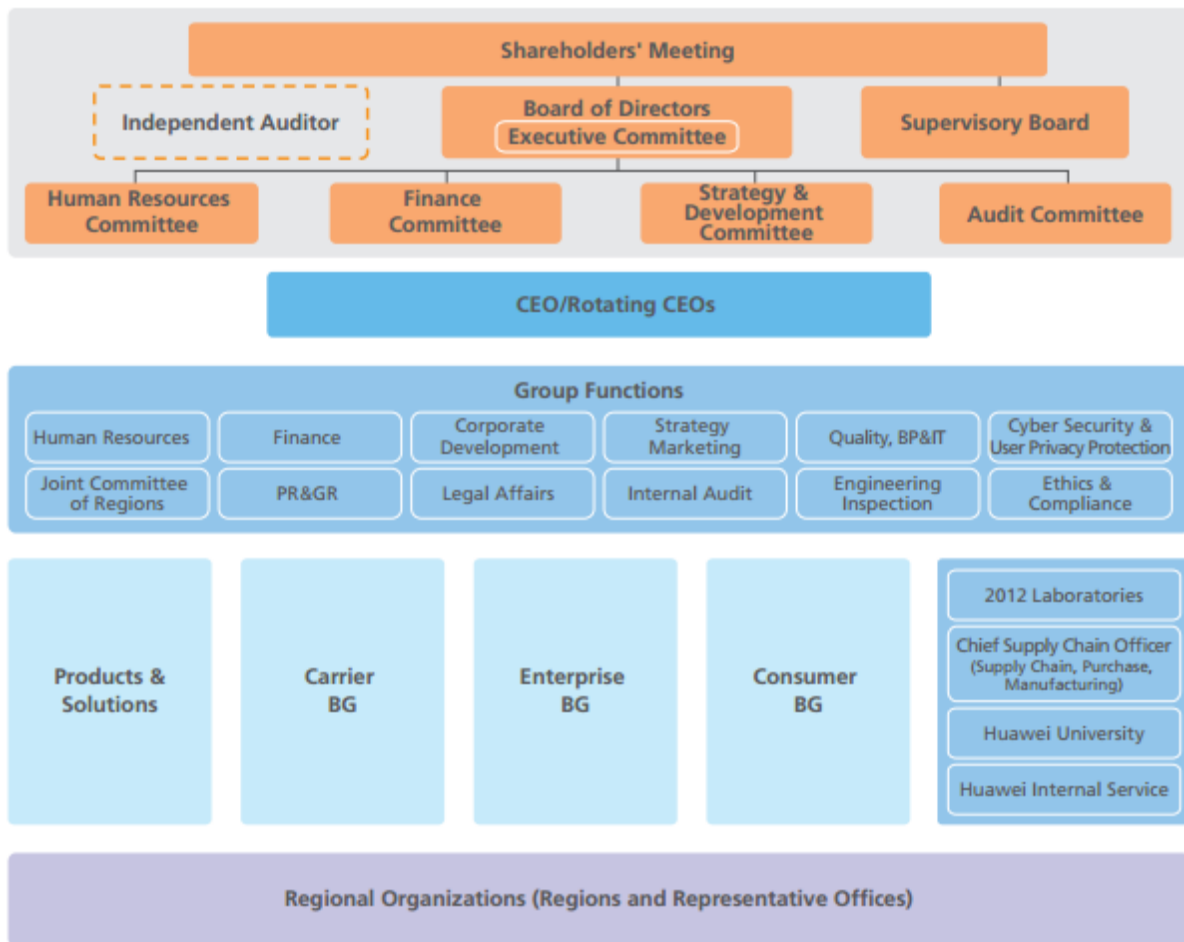 Shareholders' Meeting
Independent Auditor
Board of Directors
Executive Committee
Supervisory Board
Human Resources
Committee
Finance
Committee
Strategy &
Development
Committee
Audit Committee
CEO/Rotating CEOs
Group Functions
Human Resources
Finance
Corporate
Development
Strategy
Marketing
Quality, BP&IT
Cyber Security &
User Privacy Protection
Joint Committee
of Regions
PR&GR
Legal Affairs
Internal Audit
Engineering
Inspection
Ethics &
Compliance
Products &
Solutions
Carrier
BG
Enterprise
BG
Consumer
BG
2012 Laboratories
Chief Supply Chain Officer
(Supply Chain, Purchase,
Manufacturing)
Huawei University
Huawei Internal Service
Regional Organizations (Regions and Representative Offices)